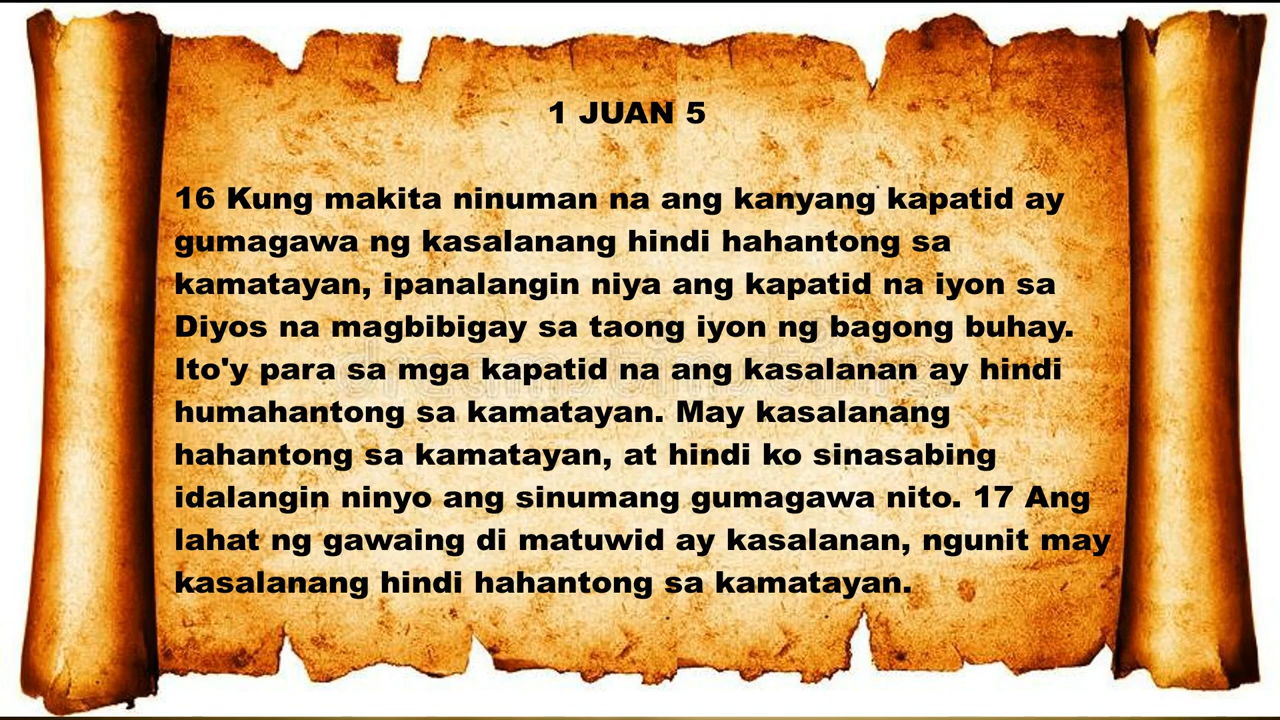 1 JUAN 5
16 Kung makita ninuman na ang kanyang kapatid ay
gumagawa ng kasalanang hindi hahantong sa
kamatayan, ipanalangin niya ang kapatid na iyon sa
Diyos na magbibigay sa taong iyon ng bagong buhay.
Ito'y para sa mga kapatid na ang kasalanan ay hindi
humahantong sa kamatayan. May kasalanang
hahantong sa kamatayan, at hindi ko sinasabing
idalangin ninyo ang sinumang gumagawa nito. 17 Ang
lahat ng gawaing di matuwid ay kasalanan, ngunit may
kasalanang hindi hahantong sa kamatayan.